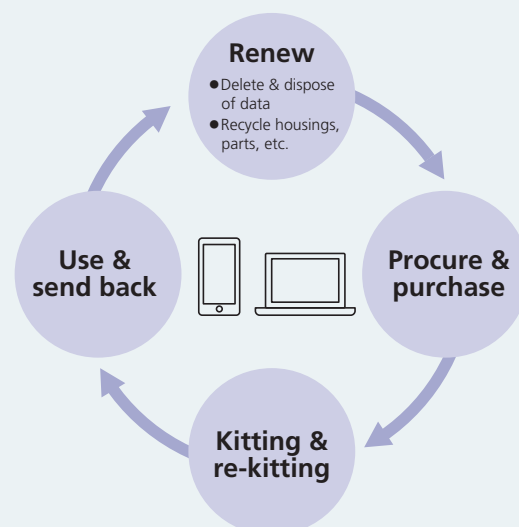 Renew
●Delete & dispose
of data
●Recycle housings,
parts, etc.
Procure &
purchase
Kitting &
re-kitting
Use &
send back